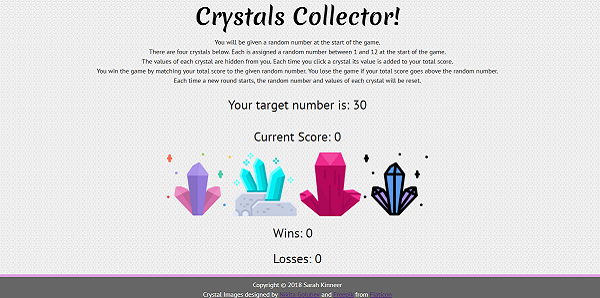 Crystals Collector!
You will be given a random number at the start of the game.
There are four crystals below. Each is assigned a random number between 1 and 12 at the start of the game.
The values of each crystal are hidden from you. Each time you click a crystal its value is added to your total score.
You win the game by matching your total score to the given random number. You lose the game if your total score goes above the random number.
Each time a new round starts, the random number and values of each crystal will be reset.
Your target number is: 30
Current Score: 0
Wins: 0
Losses: 0
Copyright © 2018 Sarah Kinneer
Crystal Images designed by and from